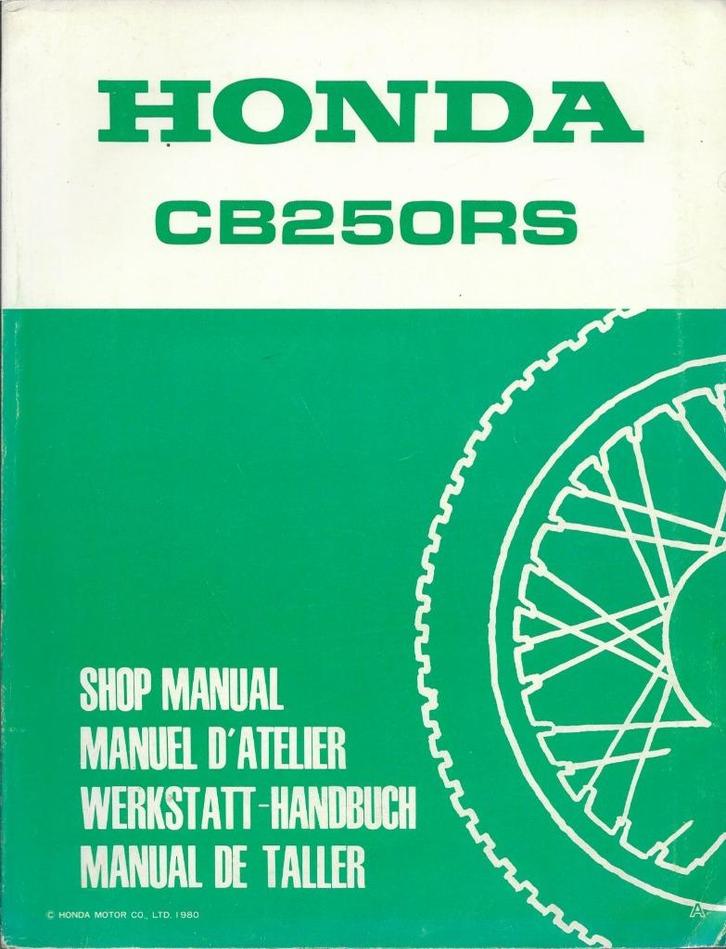 HONDA
CB250RS
SHOP MANUAL
MANUEL D'ATELIER
WERKSTATT-HANDBUCH
MANUAL DE TALLER
© HONDA MOTOR CO., LTD. 1980
A